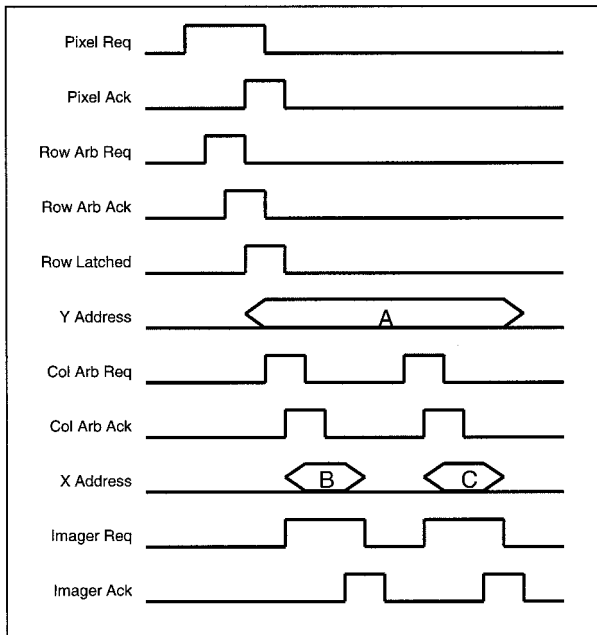 Pixel Req
Pixel Ack
Row Arb Req
Row Arb Ack
Row Latched
Y Address
A
Col Arb Req
Col Arb Ack
X Address
B
C
Imager Req
Imager Ack